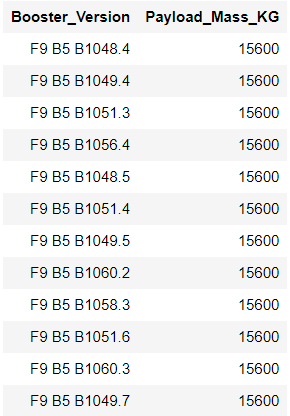 Booster_Version Payload_Mass_KG
F9 B5 B1048.4 15600
F9 B5 B1049.4 15600
F9 B5 B1051.3 15600
F9 B5 B1056.4 15600
F9 B5 B1048.5 15600
F9 B5 B1051.4 15600
F9 B5 B1049.5 15600
F9 B5 B1060.2 15600
F9 B5 B1058.3 15600
F9 B5 B1051.6 15600
F9 B5 B1060.3 15600
F9 B5 B1049.7 15600